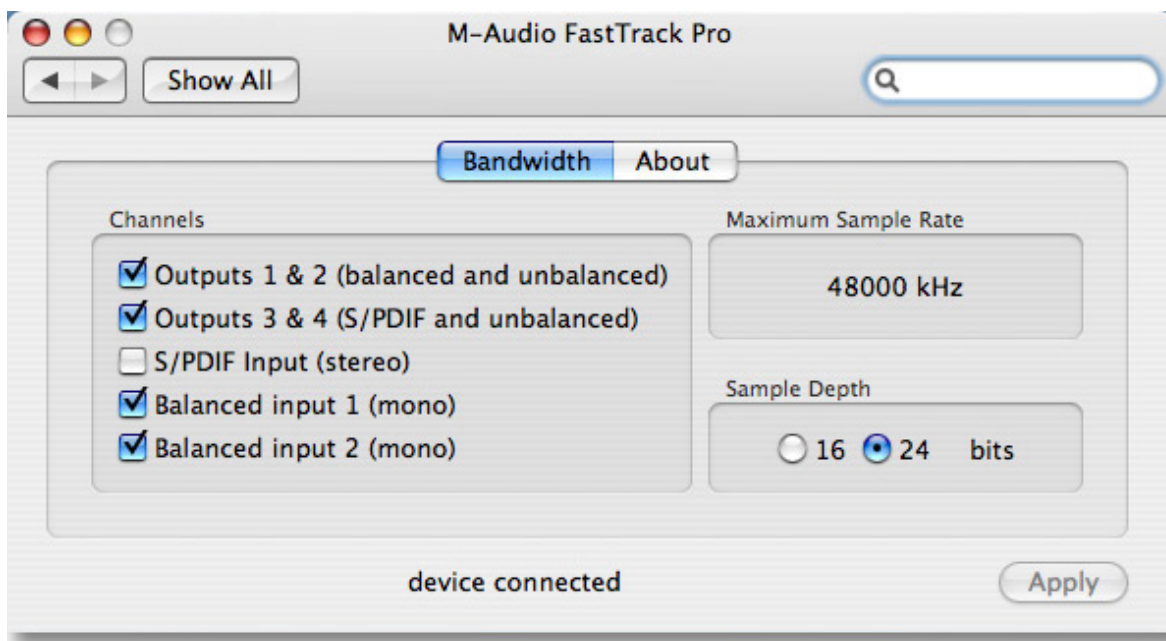 M-Audio FastTrack Pro
Show All
Bandwidth About
Channels
Outputs 1 & 2 (balanced and unbalanced)
Outputs 3 & 4 (S/PDIF and unbalanced)
S/PDIF Input (stereo)
Balanced input 1 (mono)
Balanced input 2 (mono)
Maximum Sample Rate
48000 kHz
Sample Depth
16 24 bits
device connected
Apply